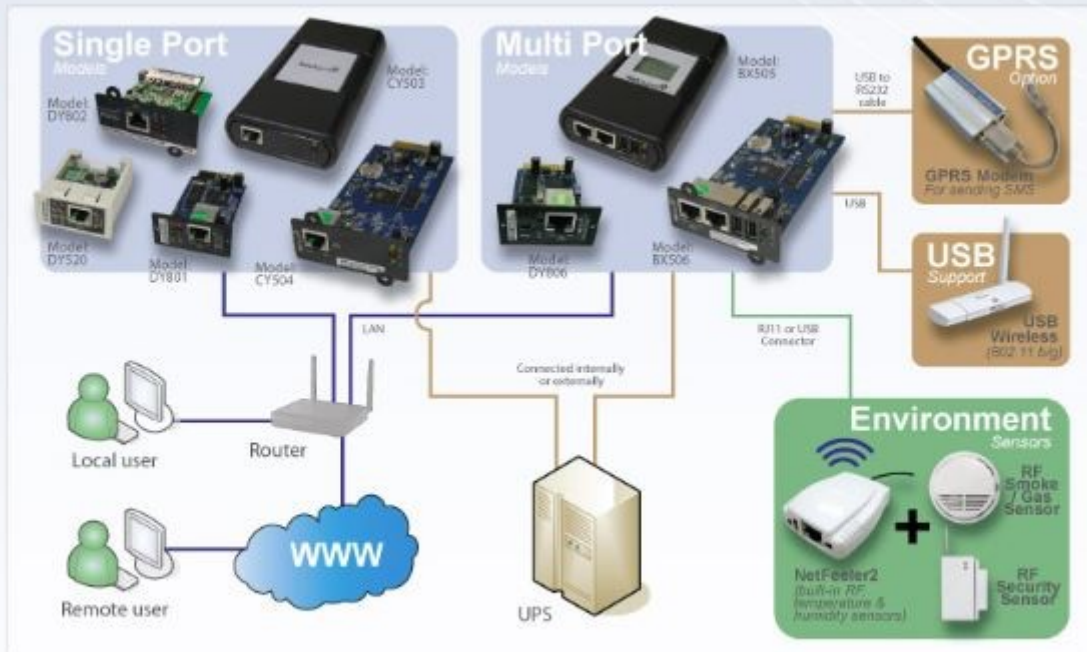 Single Port
Models
Model:
DY802
Model:
CY503
Model:
DY520
Model:
DY801
Model:
CY504
Multi Port
Models
Model:
BX505
Model:
DY806
Model:
BX506
USB to
RS232
cable
GPRS
Option
GPRS Modem
For sending SMS
USB
USB
Support
USB
Wireless
(802.11 b/g)
LAN
RJ11 or USB
Connector
Connected internally
or externally
Local user
Router
Remote user
WWW
UPS
Environment
Sensors
RF
Smoke
/ Gas
Sensor
NetFeeler2
(built-in RF,
temperature &
humidity sensors)
RF
Security
Sensor